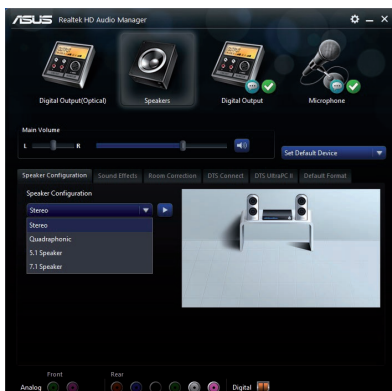 ASUS Realtek HD Audio Manager
Digital Output(Optical)
Speakers
Digital Output
Microphone
Main Volume
L
R
Set Default Device
Speaker Configuration
Sound Effects
Room Correction
DTS Connect
DTS UltraPC II
Default Format
Speaker Configuration
Stereo
Stereo
Quadraphonic
5.1 Speaker
7.1 Speaker
Front
Rear
Analog
Digital